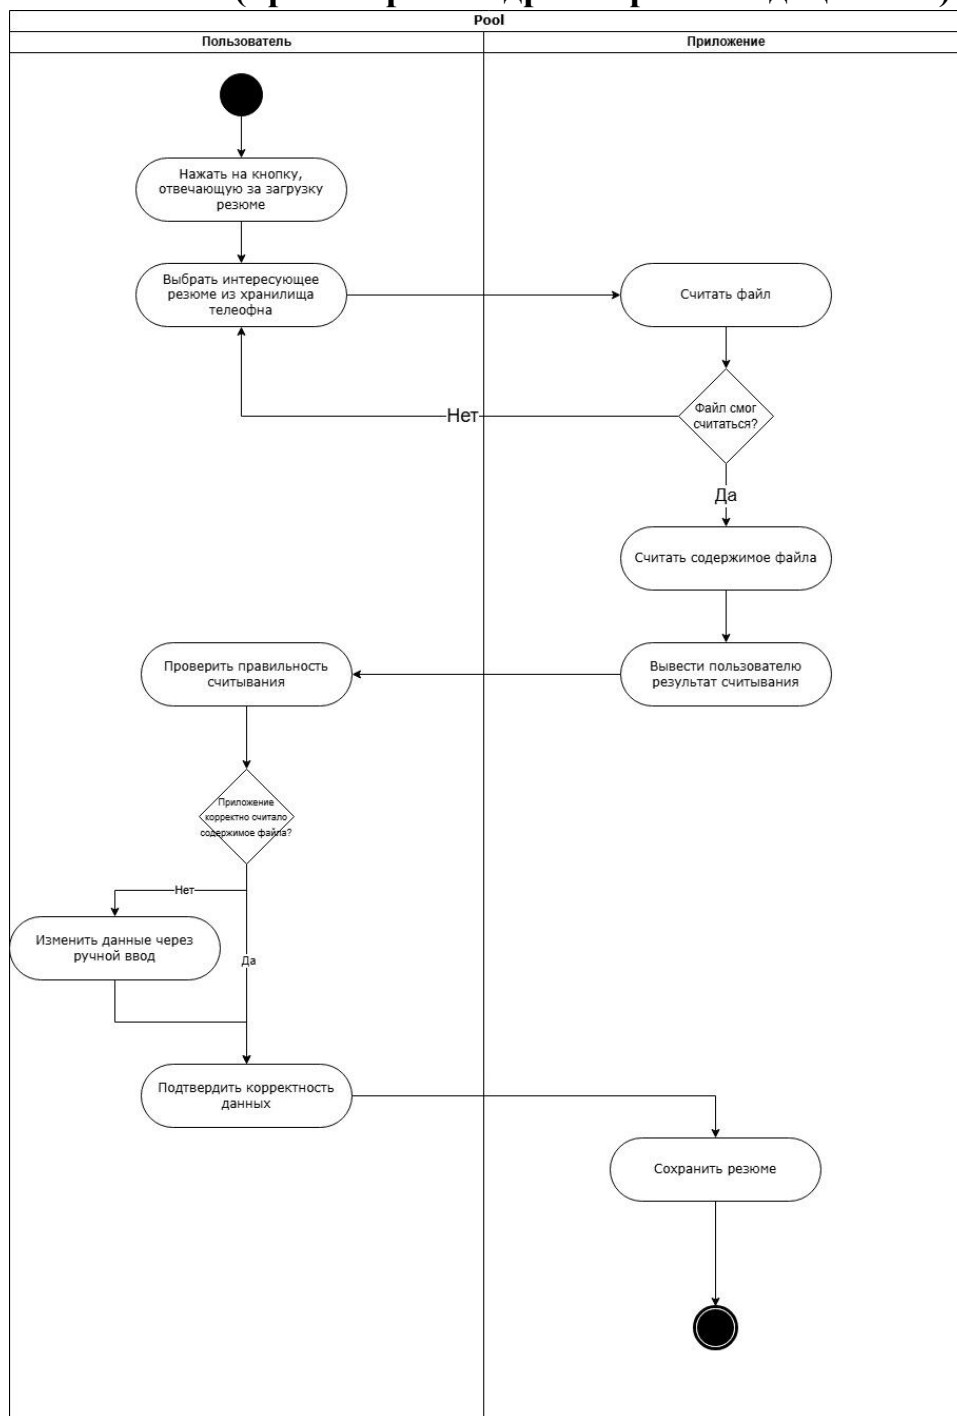 Pool
Пользователь
Приложение
Нажать на кнопку,
отвечающую за загрузку
резюме
Выбрать интересующее
резюме из хранилища
телеофна
Считать файл
Файл смог
считаться?
Нет
Да
Считать содержимое файла
Вывести пользователю
результат считывания
Проверить правильность
считывания
Приложение
корректно считало
содержимое файла?
Нет
Изменить данные через
ручной ввод
Да
Подтвердить корректность
данных
Сохранить резюме